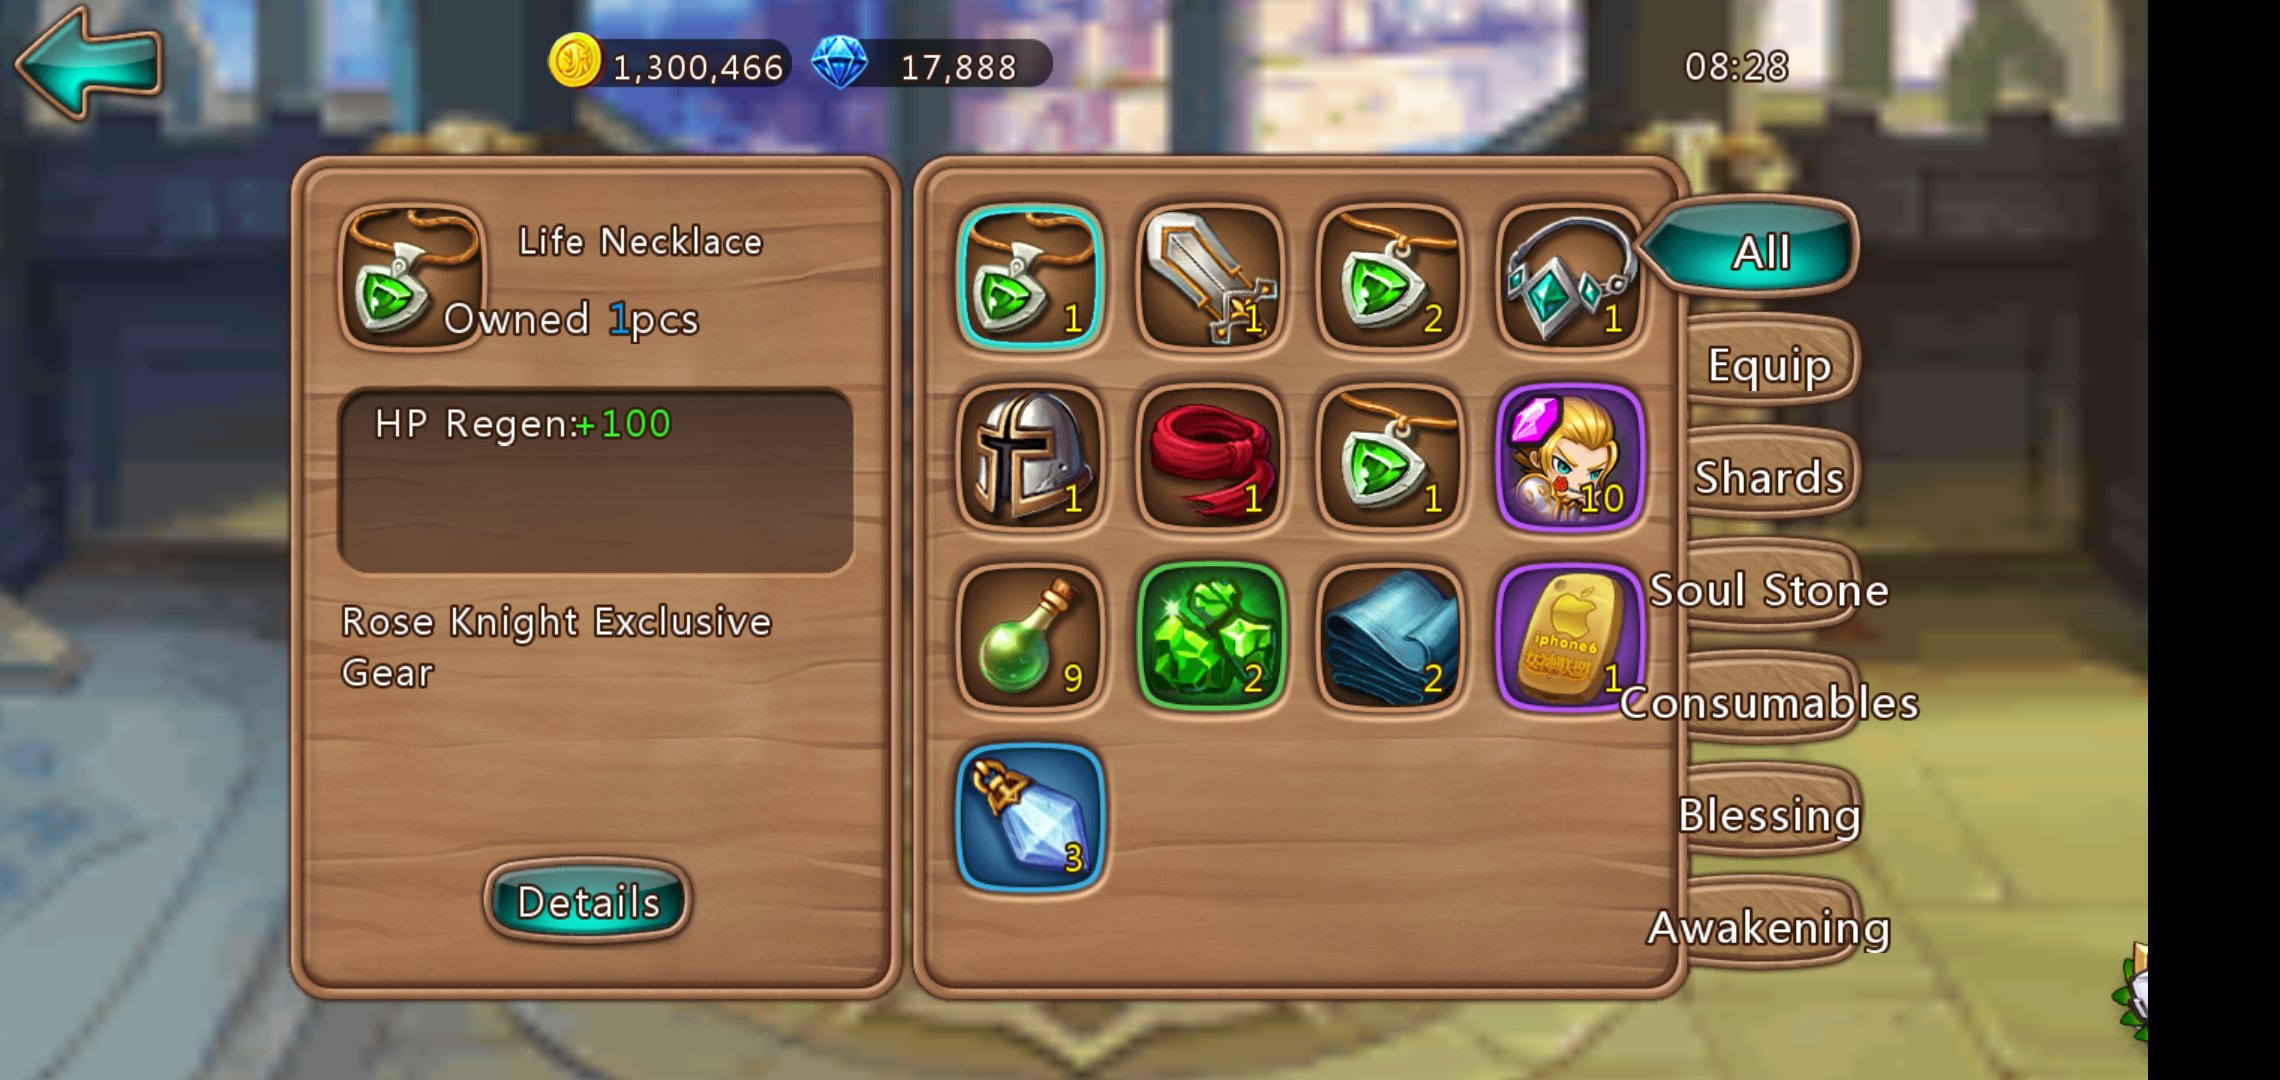 1,300,466
17,888
08:28
Life Necklace
Owned 1pcs
HP Regen:+100
Rose Knight Exclusive
Gear
Details
1
1
2
1
1
1
1
10
9
2
2
iphone6
1
3
All
Equip
Shards
Soul Stone
Consumables
Blessing
Awakening